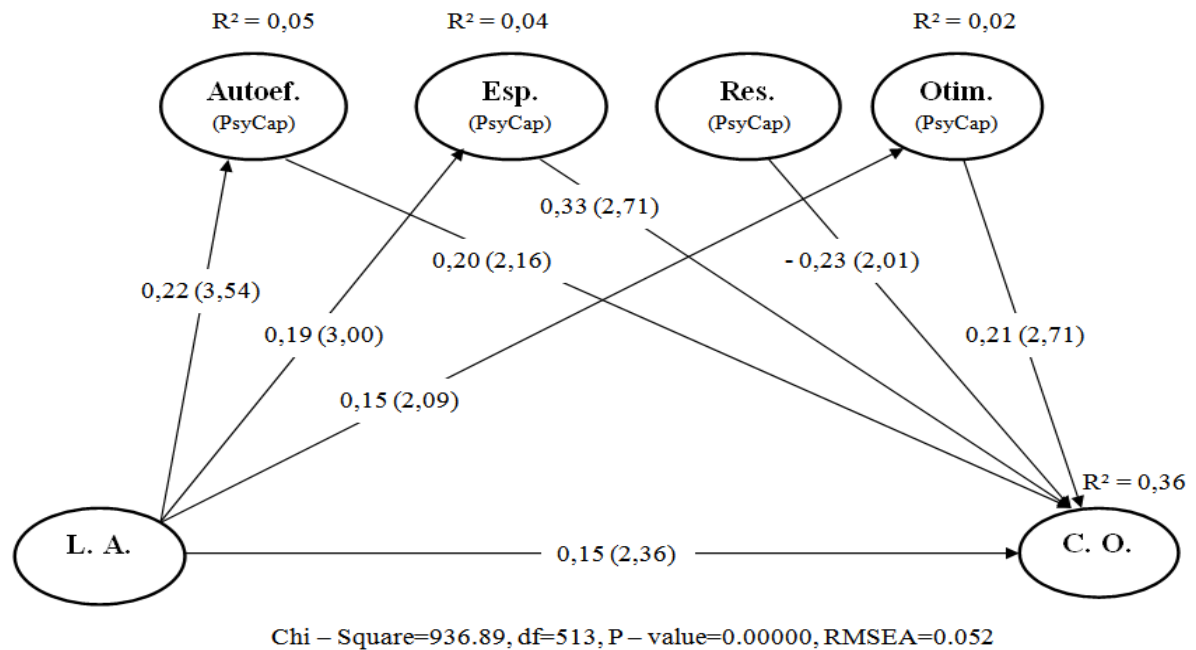 R² = 0,05
R² = 0,04
R² = 0,02
Autoef.
(PsyCap)
Esp.
(PsyCap)
Res.
(PsyCap)
Otim.
(PsyCap)
0,33 (2,71)
0,20 (2,16)
- 0,23 (2,01)
0,22 (3,54)
0,19 (3,00)
0,21 (2,71)
0,15 (2,09)
R² = 0,36
L. A.
C. O.
0,15 (2,36)
Chi – Square=936.89, df=513, P – value=0.00000, RMSEA=0.052